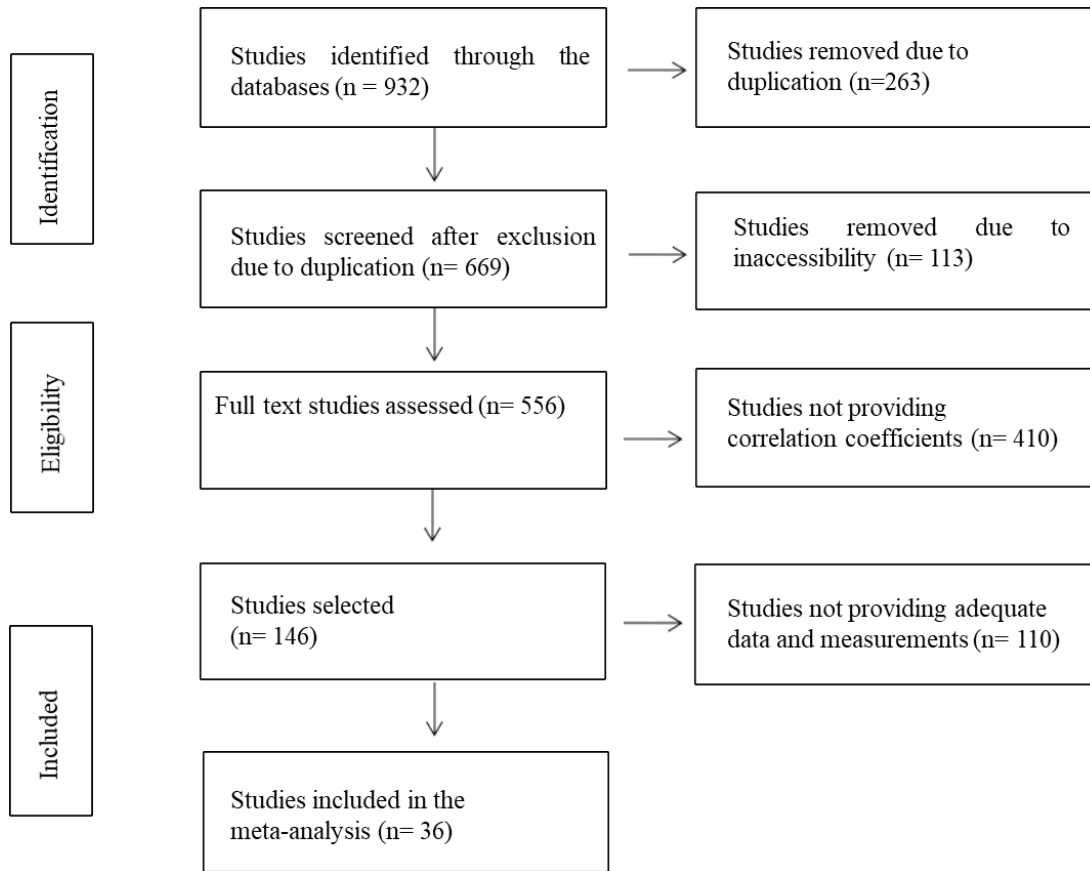 Identification
Studies identified through the
databases (n = 932)
Studies removed due to
duplication (n=263)
Studies screened after exclusion
due to duplication (n= 669)
Studies removed due to
inaccessibility (n= 113)
Eligibility
Full text studies assessed (n= 556)
Studies not providing
correlation coefficients (n= 410)
Studies selected
(n= 146)
Studies not providing adequate
data and measurements (n= 110)
Included
Studies included in the
meta-analysis (n= 36)